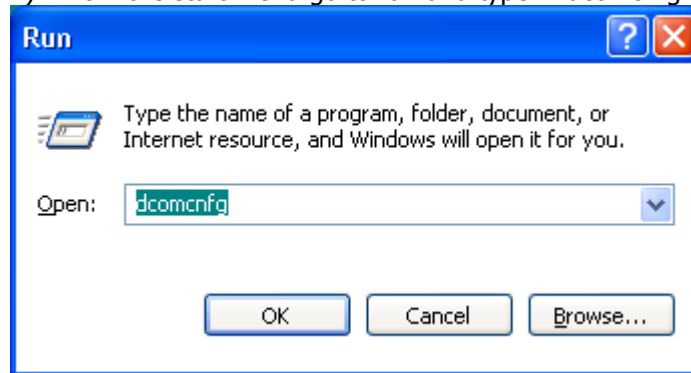 Run
Type the name of a program, folder, document, or
Internet resource, and Windows will open it for you.
Open: dcomcnfg
OK Cancel Browse...